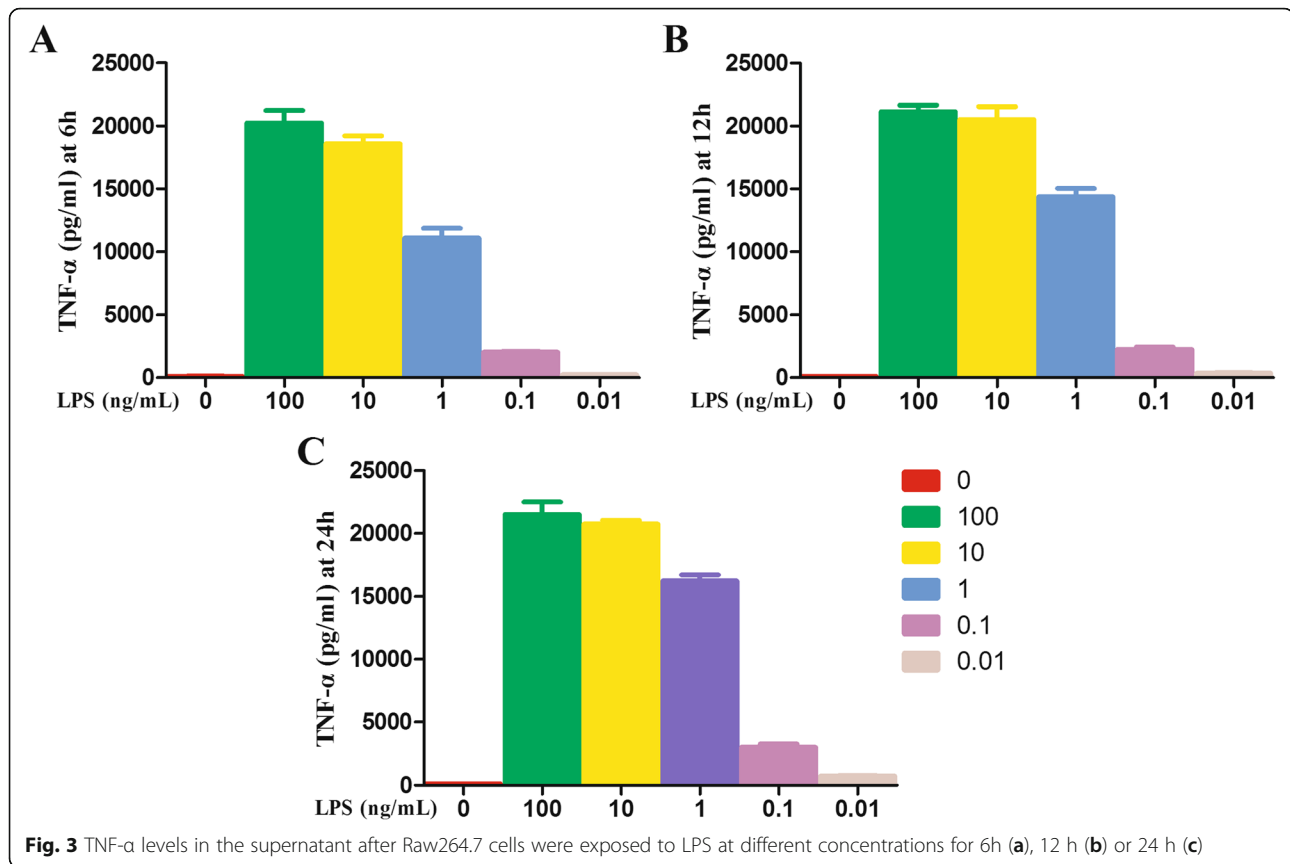 A
TNF-α (pg/ml) at 6h
25000
20000
15000
10000
5000
0
LPS (ng/mL) 0 100 10 1 0.1 0.01
B
TNF-α (pg/ml) at 12h
25000
20000
15000
10000
5000
0
LPS (ng/mL) 0 100 10 1 0.1 0.01
C
TNF-α (pg/ml) at 24h
25000
20000
15000
10000
5000
0
LPS (ng/mL) 0 100 10 1 0.1 0.01
0
100
10
1
0.1
0.01
Fig. 3 TNF-α levels in the supernatant after Raw264.7 cells were exposed to LPS at different concentrations for 6h (a), 12 h (b) or 24 h (c)